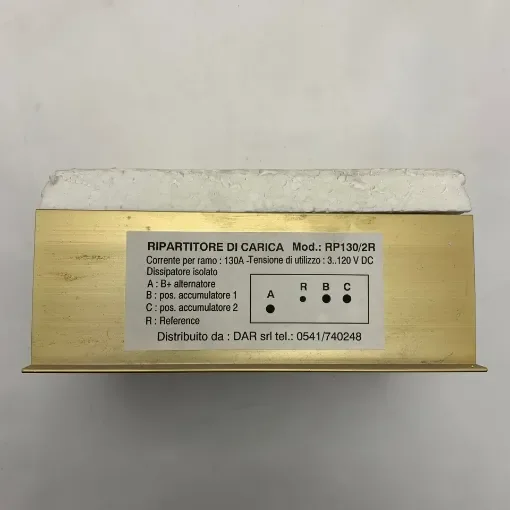 RIPARTITORE DI CARICA Mod.: RP130/2R
Corrente per ramo : 130A -Tensione di utilizzo : 3..120 V DC
Dissipatore isolato
A : B+ alternatore
B : pos. accumulatore 1
C : pos. accumulatore 2
R : Reference
A R B C
Distribuito da : DAR srl tel.: 0541/740248